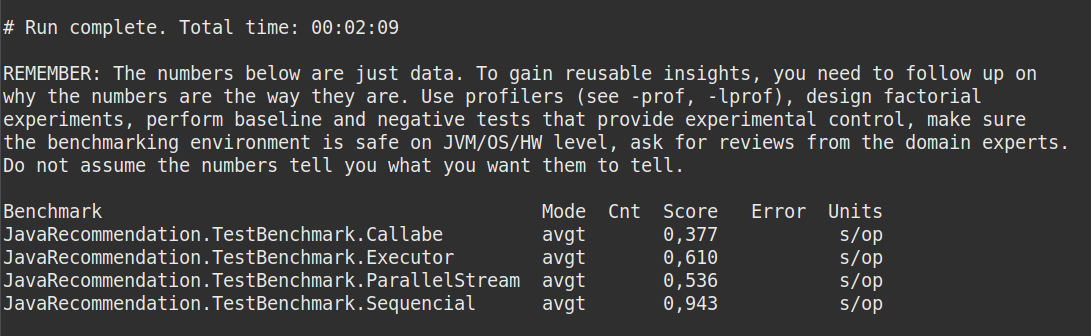 # Run complete. Total time: 00:02:09
REMEMBER: The numbers below are just data. To gain reusable insights, you need to follow up on
why the numbers are the way they are. Use profilers (see -prof, -lprof), design factorial
experiments, perform baseline and negative tests that provide experimental control, make sure
the benchmarking environment is safe on JVM/OS/HW level, ask for reviews from the domain experts.
Do not assume the numbers tell you what you want them to tell.
Benchmark Mode Cnt Score Error Units
JavaRecommendation.TestBenchmark.Callabe avgt 0,377 s/op
JavaRecommendation.TestBenchmark.Executor avgt 0,610 s/op
JavaRecommendation.TestBenchmark.ParallelStream avgt 0,536 s/op
JavaRecommendation.TestBenchmark.Sequencial avgt 0,943 s/op